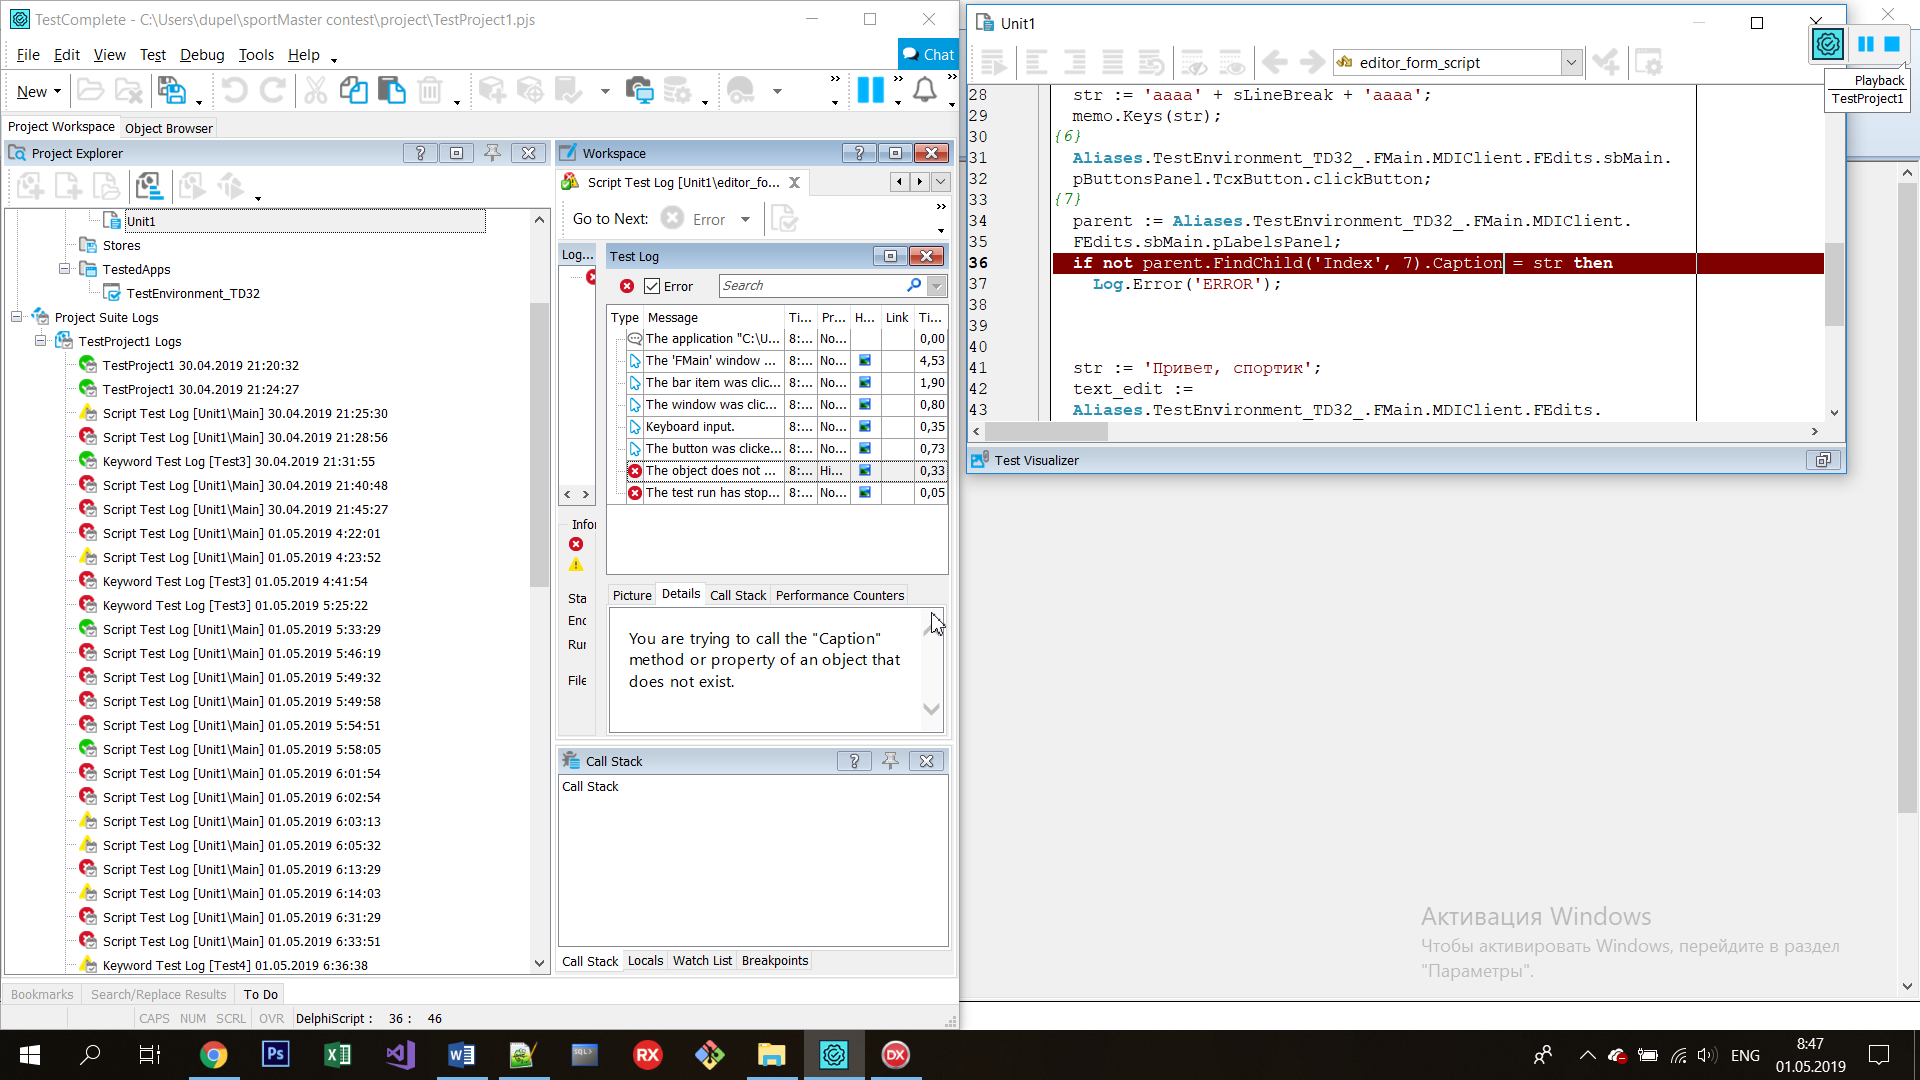 TestComplete - C:\Users\dupel\sportMaster contest\project\TestProject1.pjs
File Edit View Test Debug Tools Help
Chat
New
Project Workspace Object Browser
Project Explorer
Unit1
Stores
TestedApps
TestEnvironment_TD32
Project Suite Logs
TestProject1 Logs
TestProject1 30.04.2019 21:20:32
TestProject1 30.04.2019 21:24:27
Script Test Log [Unit1\Main] 30.04.2019 21:25:30
Script Test Log [Unit1\Main] 30.04.2019 21:28:56
Keyword Test Log [Test3] 30.04.2019 21:31:55
Script Test Log [Unit1\Main] 30.04.2019 21:40:48
Script Test Log [Unit1\Main] 30.04.2019 21:45:27
Script Test Log [Unit1\Main] 01.05.2019 4:22:01
Script Test Log [Unit1\Main] 01.05.2019 4:23:52
Keyword Test Log [Test3] 01.05.2019 4:41:54
Keyword Test Log [Test3] 01.05.2019 5:25:22
Script Test Log [Unit1\Main] 01.05.2019 5:33:29
Script Test Log [Unit1\Main] 01.05.2019 5:46:19
Script Test Log [Unit1\Main] 01.05.2019 5:49:32
Script Test Log [Unit1\Main] 01.05.2019 5:49:58
Script Test Log [Unit1\Main] 01.05.2019 5:54:51
Script Test Log [Unit1\Main] 01.05.2019 5:58:05
Script Test Log [Unit1\Main] 01.05.2019 6:01:54
Script Test Log [Unit1\Main] 01.05.2019 6:02:54
Script Test Log [Unit1\Main] 01.05.2019 6:03:13
Script Test Log [Unit1\Main] 01.05.2019 6:05:32
Script Test Log [Unit1\Main] 01.05.2019 6:13:29
Script Test Log [Unit1\Main] 01.05.2019 6:14:03
Script Test Log [Unit1\Main] 01.05.2019 6:31:29
Script Test Log [Unit1\Main] 01.05.2019 6:33:51
Keyword Test Log [Test4] 01.05.2019 6:36:38
Bookmarks Search/Replace Results To Do
CAPS NUM SCRL OVR DelphiScript : 36 : 46
Workspace
Script Test Log [Unit1\editor_fo...
Go to Next: Error
Log...
Test Log
Error Search
Type Message Ti... Pr... H... Link Ti...
The application "C:\U... 8:... No... 0,00
The 'FMain' window ... 8:... No... 4,53
The bar item was clic... 8:... No... 1,90
The window was clic... 8:... No... 0,80
Keyboard input. 8:... No... 0,35
The button was clicke... 8:... No... 0,73
The object does not ... 8:... Hi... 0,33
The test run has stop... 8:... No... 0,05
Infor
Sta
Enc
Rur
File
Picture Details Call Stack Performance Counters
You are trying to call the "Caption"
method or property of an object that
does not exist.
Call Stack
Call Stack
Call Stack Locals Watch List Breakpoints
Unit1
editor_form_script
Playback
TestProject1
28 str := 'aaaa' + sLineBreak + 'aaaa';
29 memo.Keys(str);
30 {6}
31 Aliases.TestEnvironment_TD32_.FMain.MDIClient.FEdits.sbMain.
32 pButtonsPanel.TcxButton.clickButton;
33 {7}
34 parent := Aliases.TestEnvironment_TD32_.FMain.MDIClient.
35 FEdits.sbMain.pLabelsPanel;
36 if not parent.FindChild('Index', 7).Caption = str then
37 Log.Error('ERROR');
38
39
40
41 str := 'Привет, спортик';
42 text_edit :=
43 Aliases.TestEnvironment_TD32_.FMain.MDIClient.FEdits.
Test Visualizer
Активация Windows
Чтобы активировать Windows, перейдите в раздел
"Параметры".
Ps
SQL>
RX
DX
ENG
8:47
01.05.2019